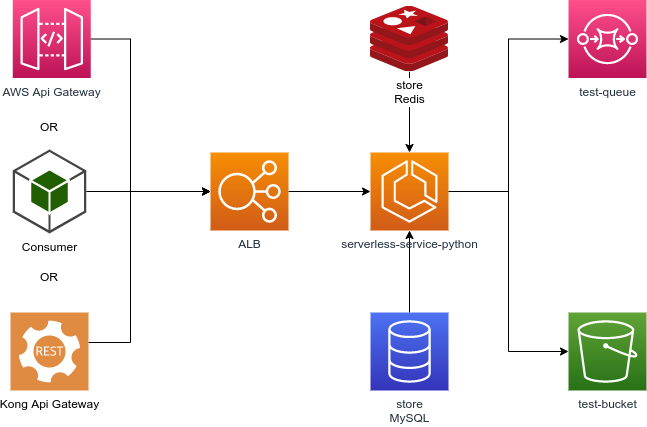 AWS Api Gateway
OR
Consumer
OR
REST
Kong Api Gateway
ALB
store
Redis
serverless-service-python
store
MySQL
test-queue
test-bucket